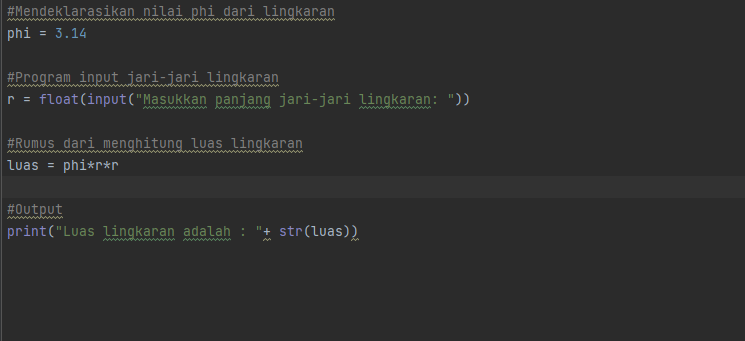 #Mendeklarasikan nilai phi dari lingkaran
phi = 3.14
#Program input jari-jari lingkaran
r = float(input("Masukkan panjang jari-jari lingkaran: "))
#Rumus dari menghitung luas lingkaran
luas = phi*r*r
#Output
print("Luas lingkaran adalah : "+ str(luas))